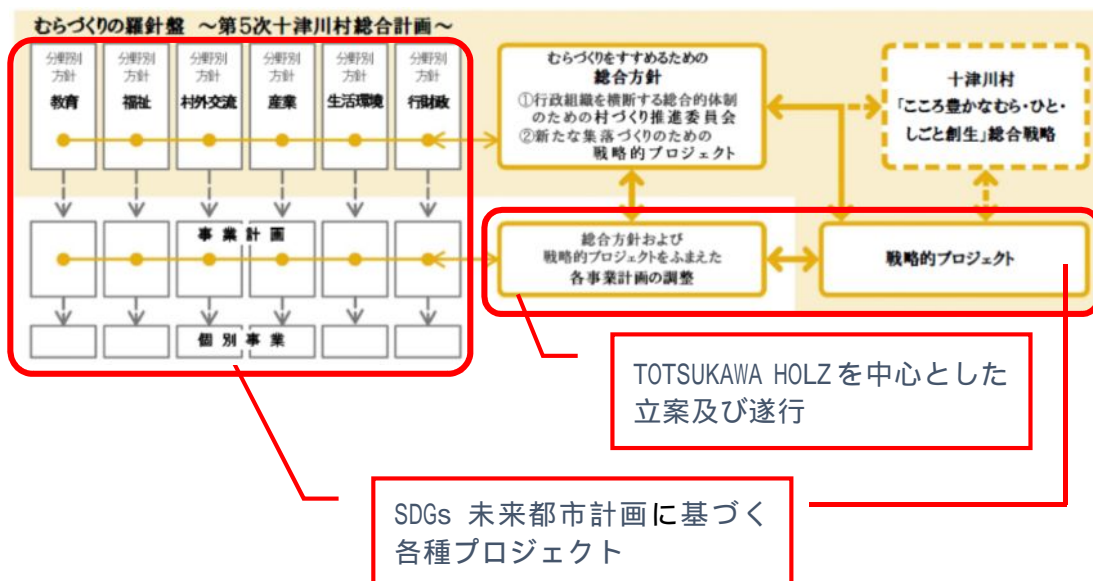 むらづくりの羅針盤 ～第5次十津川村総合計画～
分野別
方針
教育
分野別
方針
福祉
分野別
方針
村外交流
分野別
方針
産業
分野別
方針
生活環境
分野別
方針
行財政
むらづくりをすすめるための
総合方針
①行政組織を横断する総合的体制
のための村づくり推進委員会
②新たな集落づくりのための
戦略的プロジェクト
十津川村
「こころ豊かなむら・ひと・
しごと創生」総合戦略
事業計画
総合方針および
戦略的プロジェクトをふまえた
各事業計画の調整
戦略的プロジェクト
個別事業
TOTSUKAWA HOLZを中心とした
立案及び遂行
SDGs 未来都市計画に基づく
各種プロジェクト